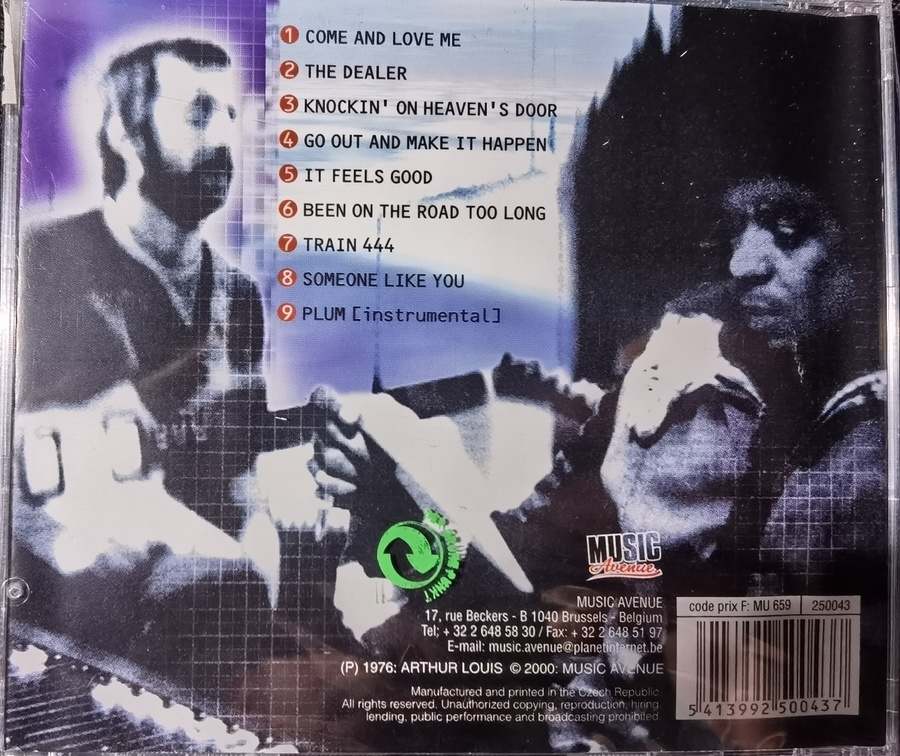 1 COME AND LOVE ME
2 THE DEALER
3 KNOCKIN' ON HEAVEN'S DOOR
4 GO OUT AND MAKE IT HAPPEN
5 IT FEELS GOOD
6 BEEN ON THE ROAD TOO LONG
7 TRAIN 444
8 SOMEONE LIKE YOU
9 PLUM [instrumental]
MUSIC
Avenue
MUSIC AVENUE
17, rue Beckers - B 1040 Brussels - Belgium
Tel; + 32 2 648 58 30 / Fax: + 32 2 648 51 97
E-mail: music.avenue@planetinternet.be
(P) 1976: ARTHUR LOUIS © 2000: MUSIC AVENUE
Manufactured and printed in the Czech Republic.
All rights reserved. Unauthorized copying, reproduction, hiring,
lending, public performance and broadcasting prohibited.
code prix F: MU 659 250043
5 413992 500437